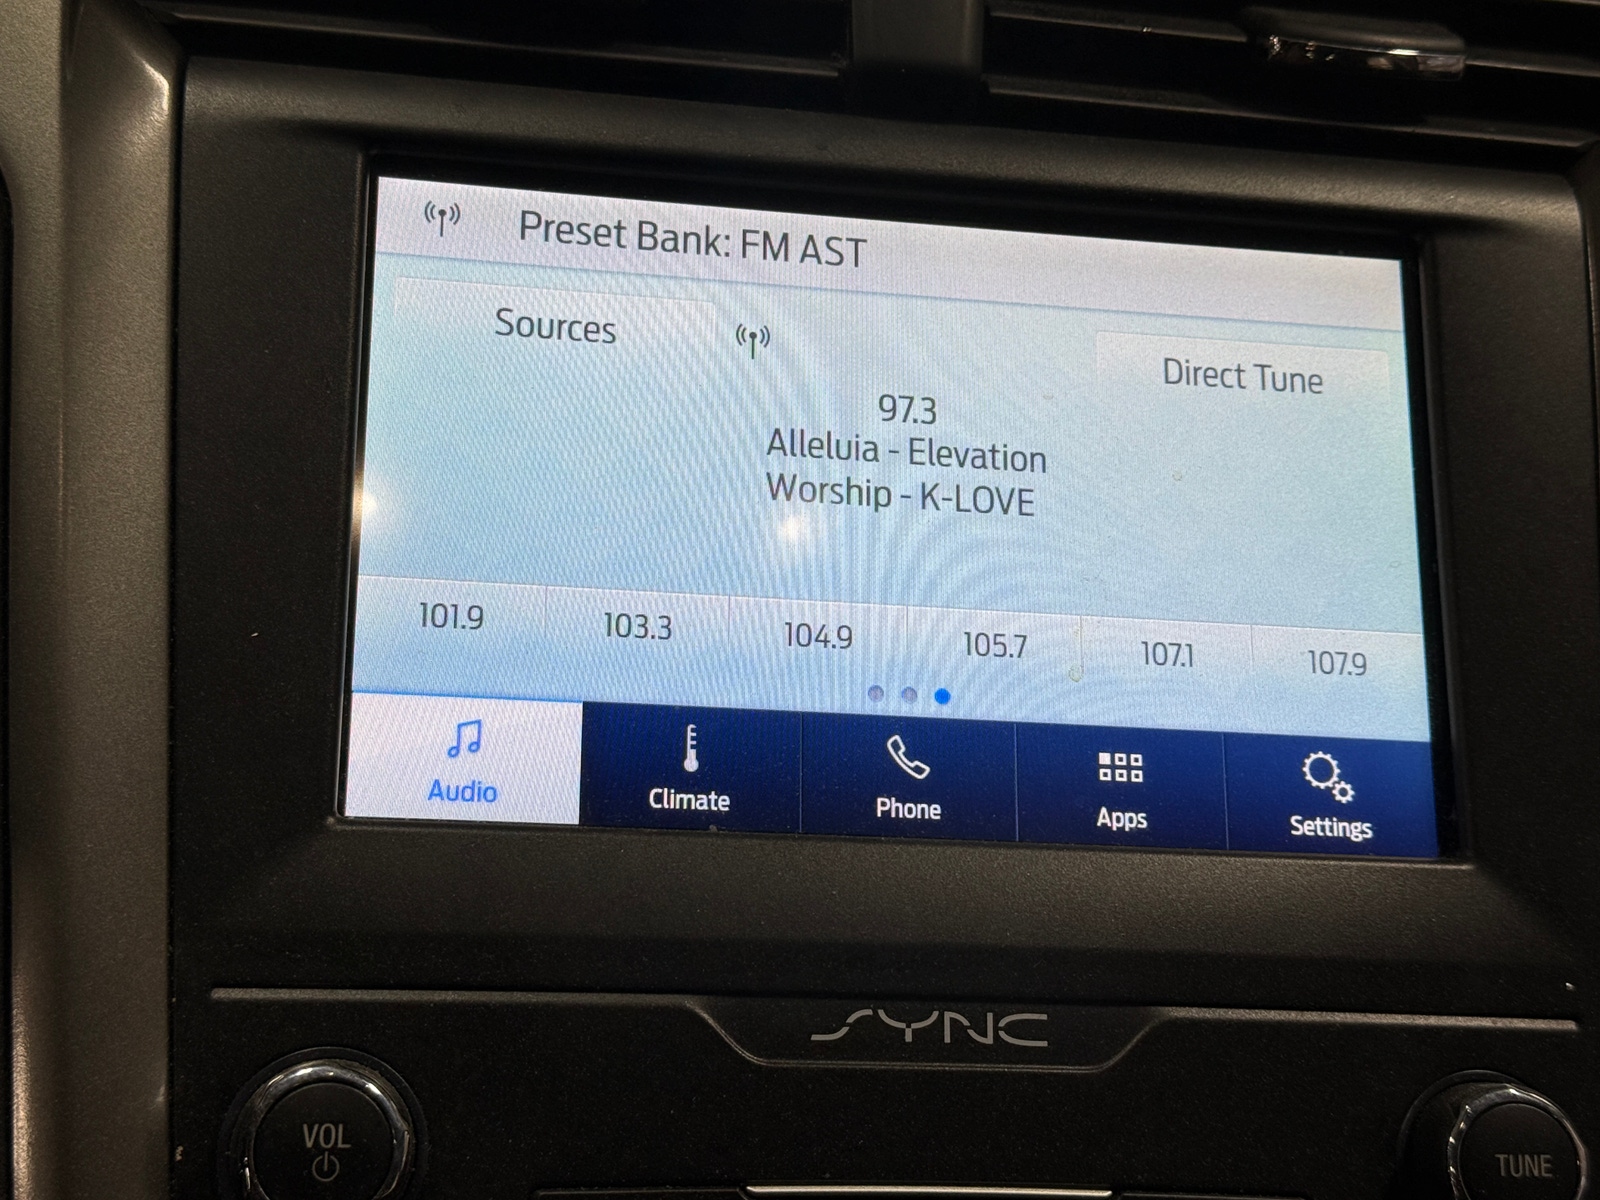 Preset Bank: FM AST
Sources
Direct Tune
97.3
Alleluia - Elevation
Worship - K-LOVE
101.9 103.3 104.9 105.7 107.1 107.9
Audio Climate Phone Apps Settings
SYNC
VOL
TUNE